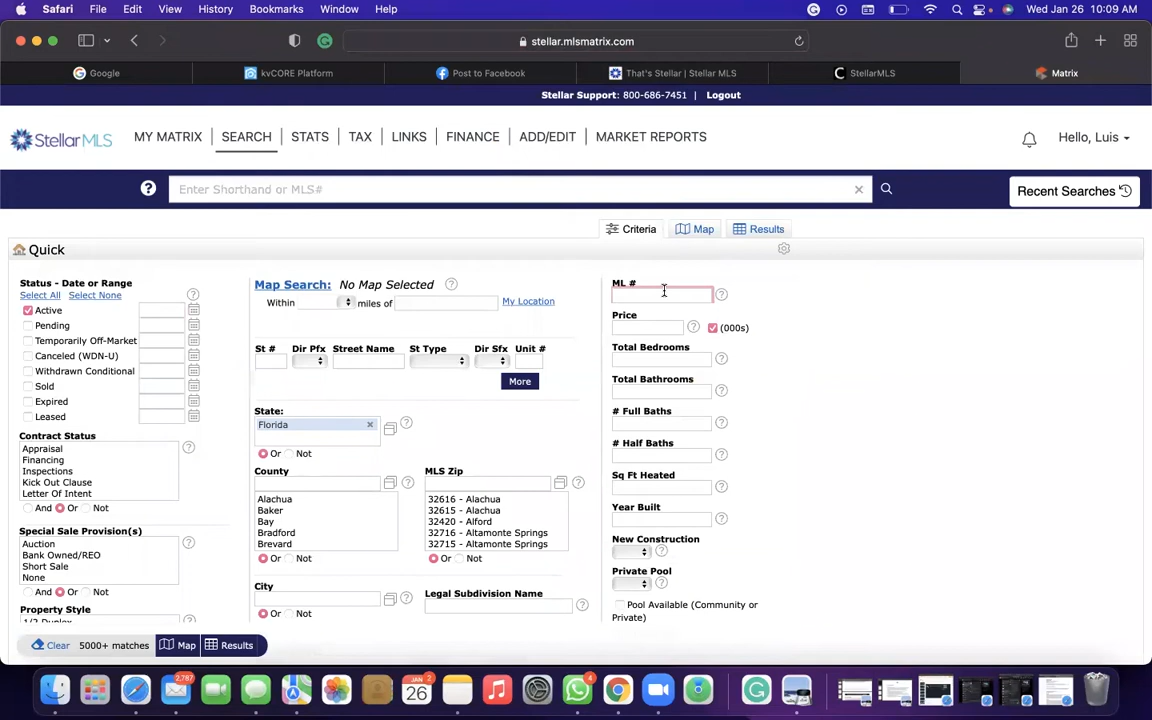 Safari File Edit View History Bookmarks Window Help Wed Jan 26 10:09 AM
stellar.mlsmatrix.com
Google kvCORE Platform Post to Facebook That's Stellar | Stellar MLS StellarMLS Matrix
Stellar Support: 800-686-7451 | Logout
StellarMLS MY MATRIX SEARCH STATS TAX LINKS FINANCE ADD/EDIT MARKET REPORTS Hello, Luis
Enter Shorthand or MLS# Recent Searches
Criteria Map Results
Quick
Status - Date or Range
Select All Select None
Active
Pending
Temporarily Off-Market
Canceled (WDN-U)
Withdrawn Conditional
Sold
Expired
Leased
Contract Status
Appraisal
Financing
Inspections
Kick Out Clause
Letter Of Intent
And Or Not
Special Sale Provision(s)
Auction
Bank Owned/REO
Short Sale
None
And Or Not
Property Style
1/2 Duplex
Map Search: No Map Selected
Within miles of My Location
St # Dir Pfx Street Name St Type Dir Sfx Unit #
More
State:
Florida
Or Not
County
Alachua
Baker
Bay
Bradford
Brevard
Or Not
MLS Zip
32616 - Alachua
32615 - Alachua
32420 - Alford
32716 - Altamonte Springs
32715 - Altamonte Springs
Or Not
City
Or Not
Legal Subdivision Name
ML #
Price
(000s)
Total Bedrooms
Total Bathrooms
# Full Baths
# Half Baths
Sq Ft Heated
Year Built
New Construction
Private Pool
Pool Available (Community or
Private)
Clear 5000+ matches Map Results
2,787
JAN 2
26
4